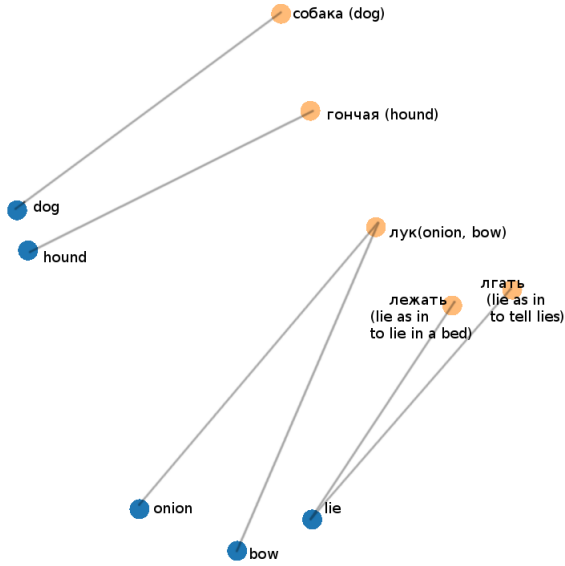 собака (dog)
гончая (hound)
dog
hound
лук(onion, bow)
лежать
(lie as in
to lie in a bed)
лгать
(lie as in
to tell lies)
onion
lie
bow